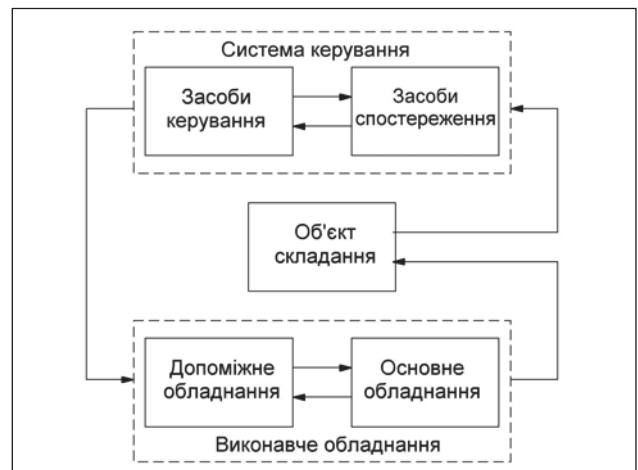 Система керування
Засоби
керування
Засоби
спостереження
Об'єкт
складання
Допоміжне
обладнання
Основне
обладнання
Виконавче обладнання